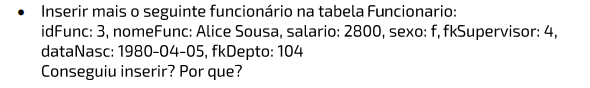 • Inserir mais o seguinte funcionário na tabela Funcionario:
idFunc: 3, nomeFunc: Alice Sousa, salario: 2800, sexo: f, fkSupervisor: 4,
dataNasc: 1980-04-05, fkDepto: 104
Conseguiu inserir? Por que?